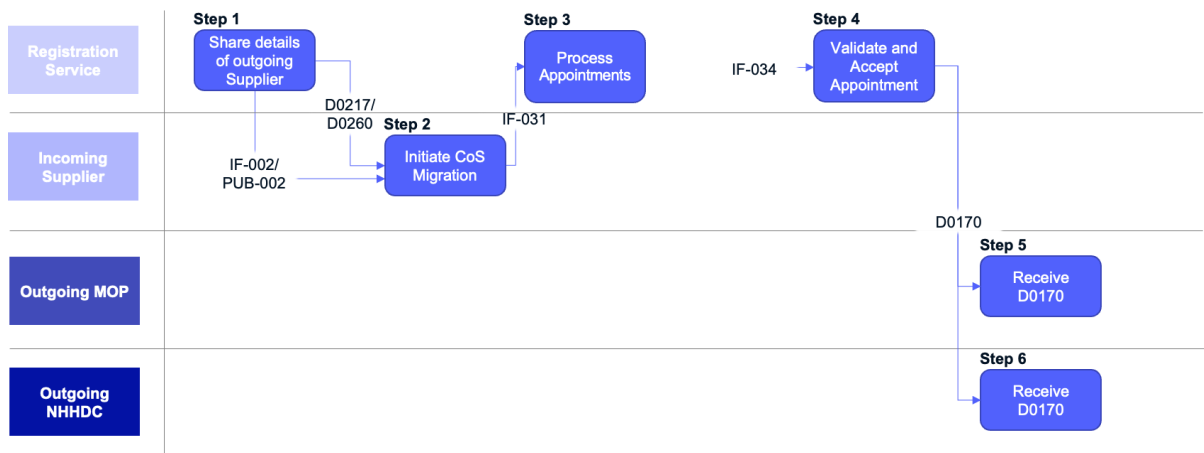 Registration
Service
Step 1
Share details
of outgoing
Supplier
Step 3
Process
Appointments
Step 4
IF-034
Validate and
Accept
Appointment
D0217/
D0260
IF-031
Incoming
Supplier
IF-002/
PUB-002
Step 2
Initiate CoS
Migration
D0170
Outgoing MOP
Step 5
Receive
D0170
Outgoing
NHHDC
Step 6
Receive
D0170